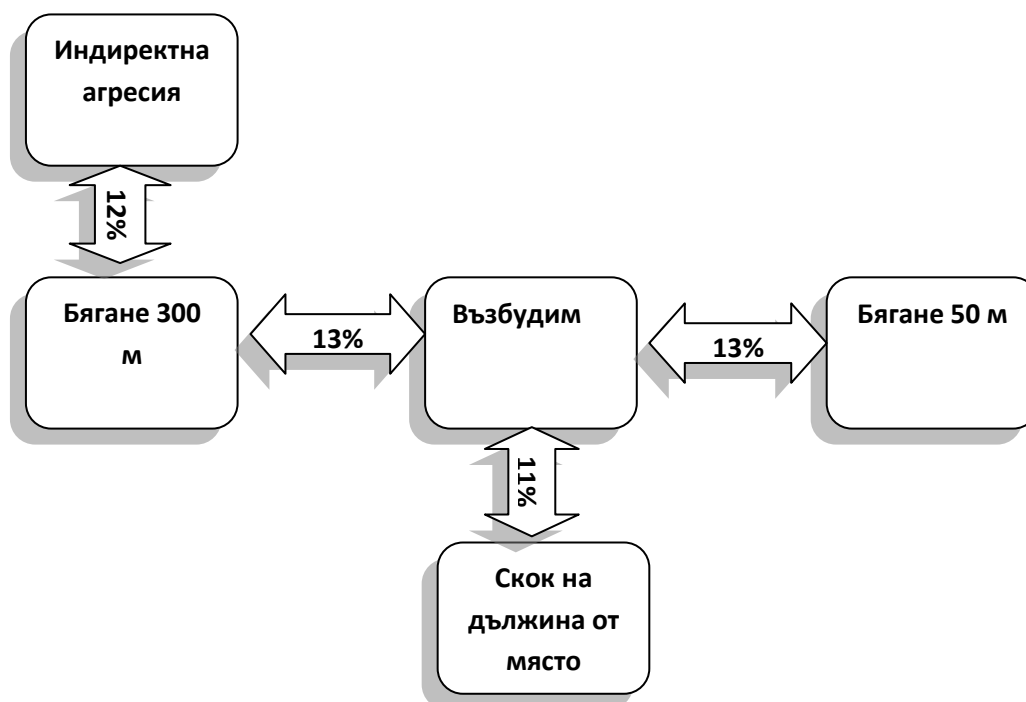 Индиректна
агресия
12%
Бягане 300
м
13%
Възбудим
13%
Бягане 50 м
11%
Скок на
дължина от
място